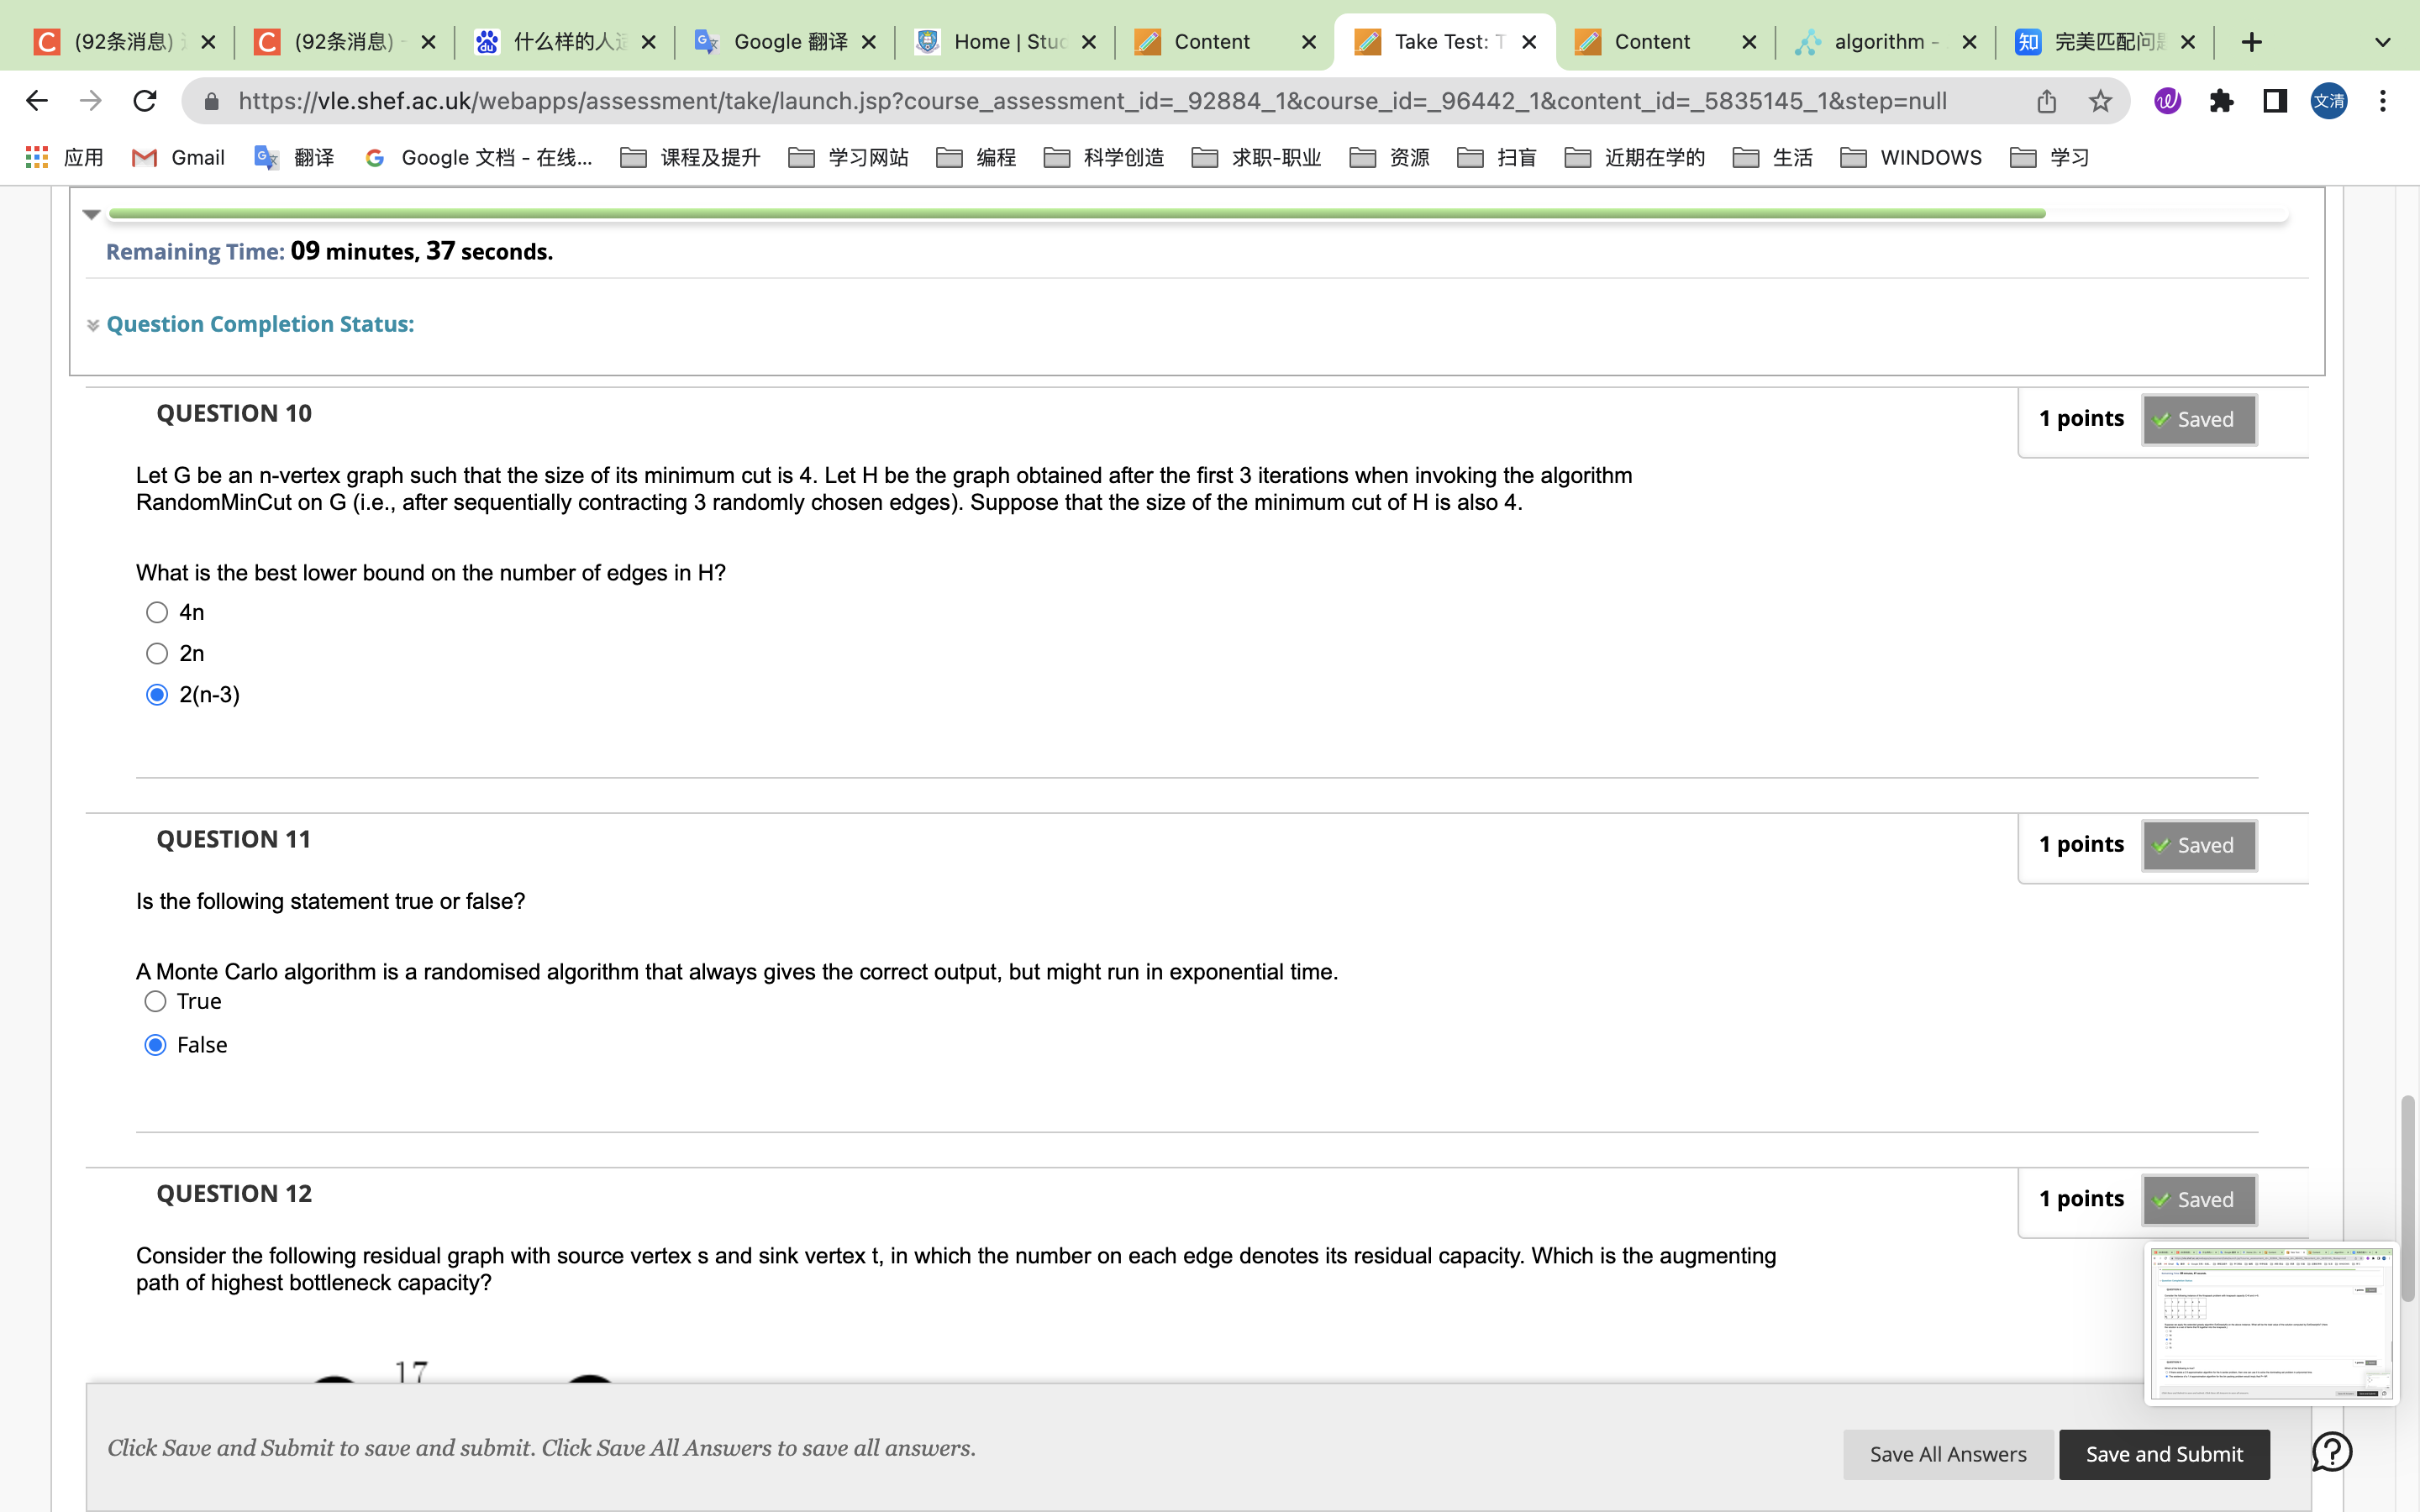 (92条消息)
(92条消息) -
什么样的人
Google 翻译
Home | Stuc
Content
Take Test: T
Content
algorithm -
完美匹配问
https://vle.shef.ac.uk/webapps/assessment/take/launch.jsp?course_assessment_id=_92884_1&course_id=_96442_1&content_id=_5835145_1&step=null
文清
应用
Gmail
翻译
Google 文档 - 在线...
课程及提升
学习网站
编程
科学创造
求职-职业
资源
扫盲
近期在学的
生活
WINDOWS
学习
Remaining Time: 09 minutes, 37 seconds.
Question Completion Status:
QUESTION 10
1 points
Saved
Let G be an n-vertex graph such that the size of its minimum cut is 4. Let H be the graph obtained after the first 3 iterations when invoking the algorithm
RandomMinCut on G (i.e., after sequentially contracting 3 randomly chosen edges). Suppose that the size of the minimum cut of H is also 4.
What is the best lower bound on the number of edges in H?
4n
2n
2(n-3)
QUESTION 11
1 points
Saved
Is the following statement true or false?
A Monte Carlo algorithm is a randomised algorithm that always gives the correct output, but might run in exponential time.
True
False
QUESTION 12
1 points
Saved
Consider the following residual graph with source vertex s and sink vertex t, in which the number on each edge denotes its residual capacity. Which is the augmenting
path of highest bottleneck capacity?
17
Click Save and Submit to save and submit. Click Save All Answers to save all answers.
Save All Answers
Save and Submit